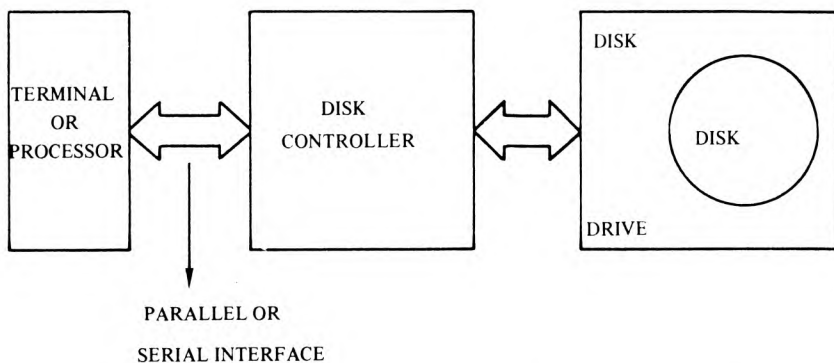 TERMINAL
OR
PROCESSOR
DISK
CONTROLLER
DISK
DISK
DRIVE
PARALLEL OR
SERIAL INTERFACE